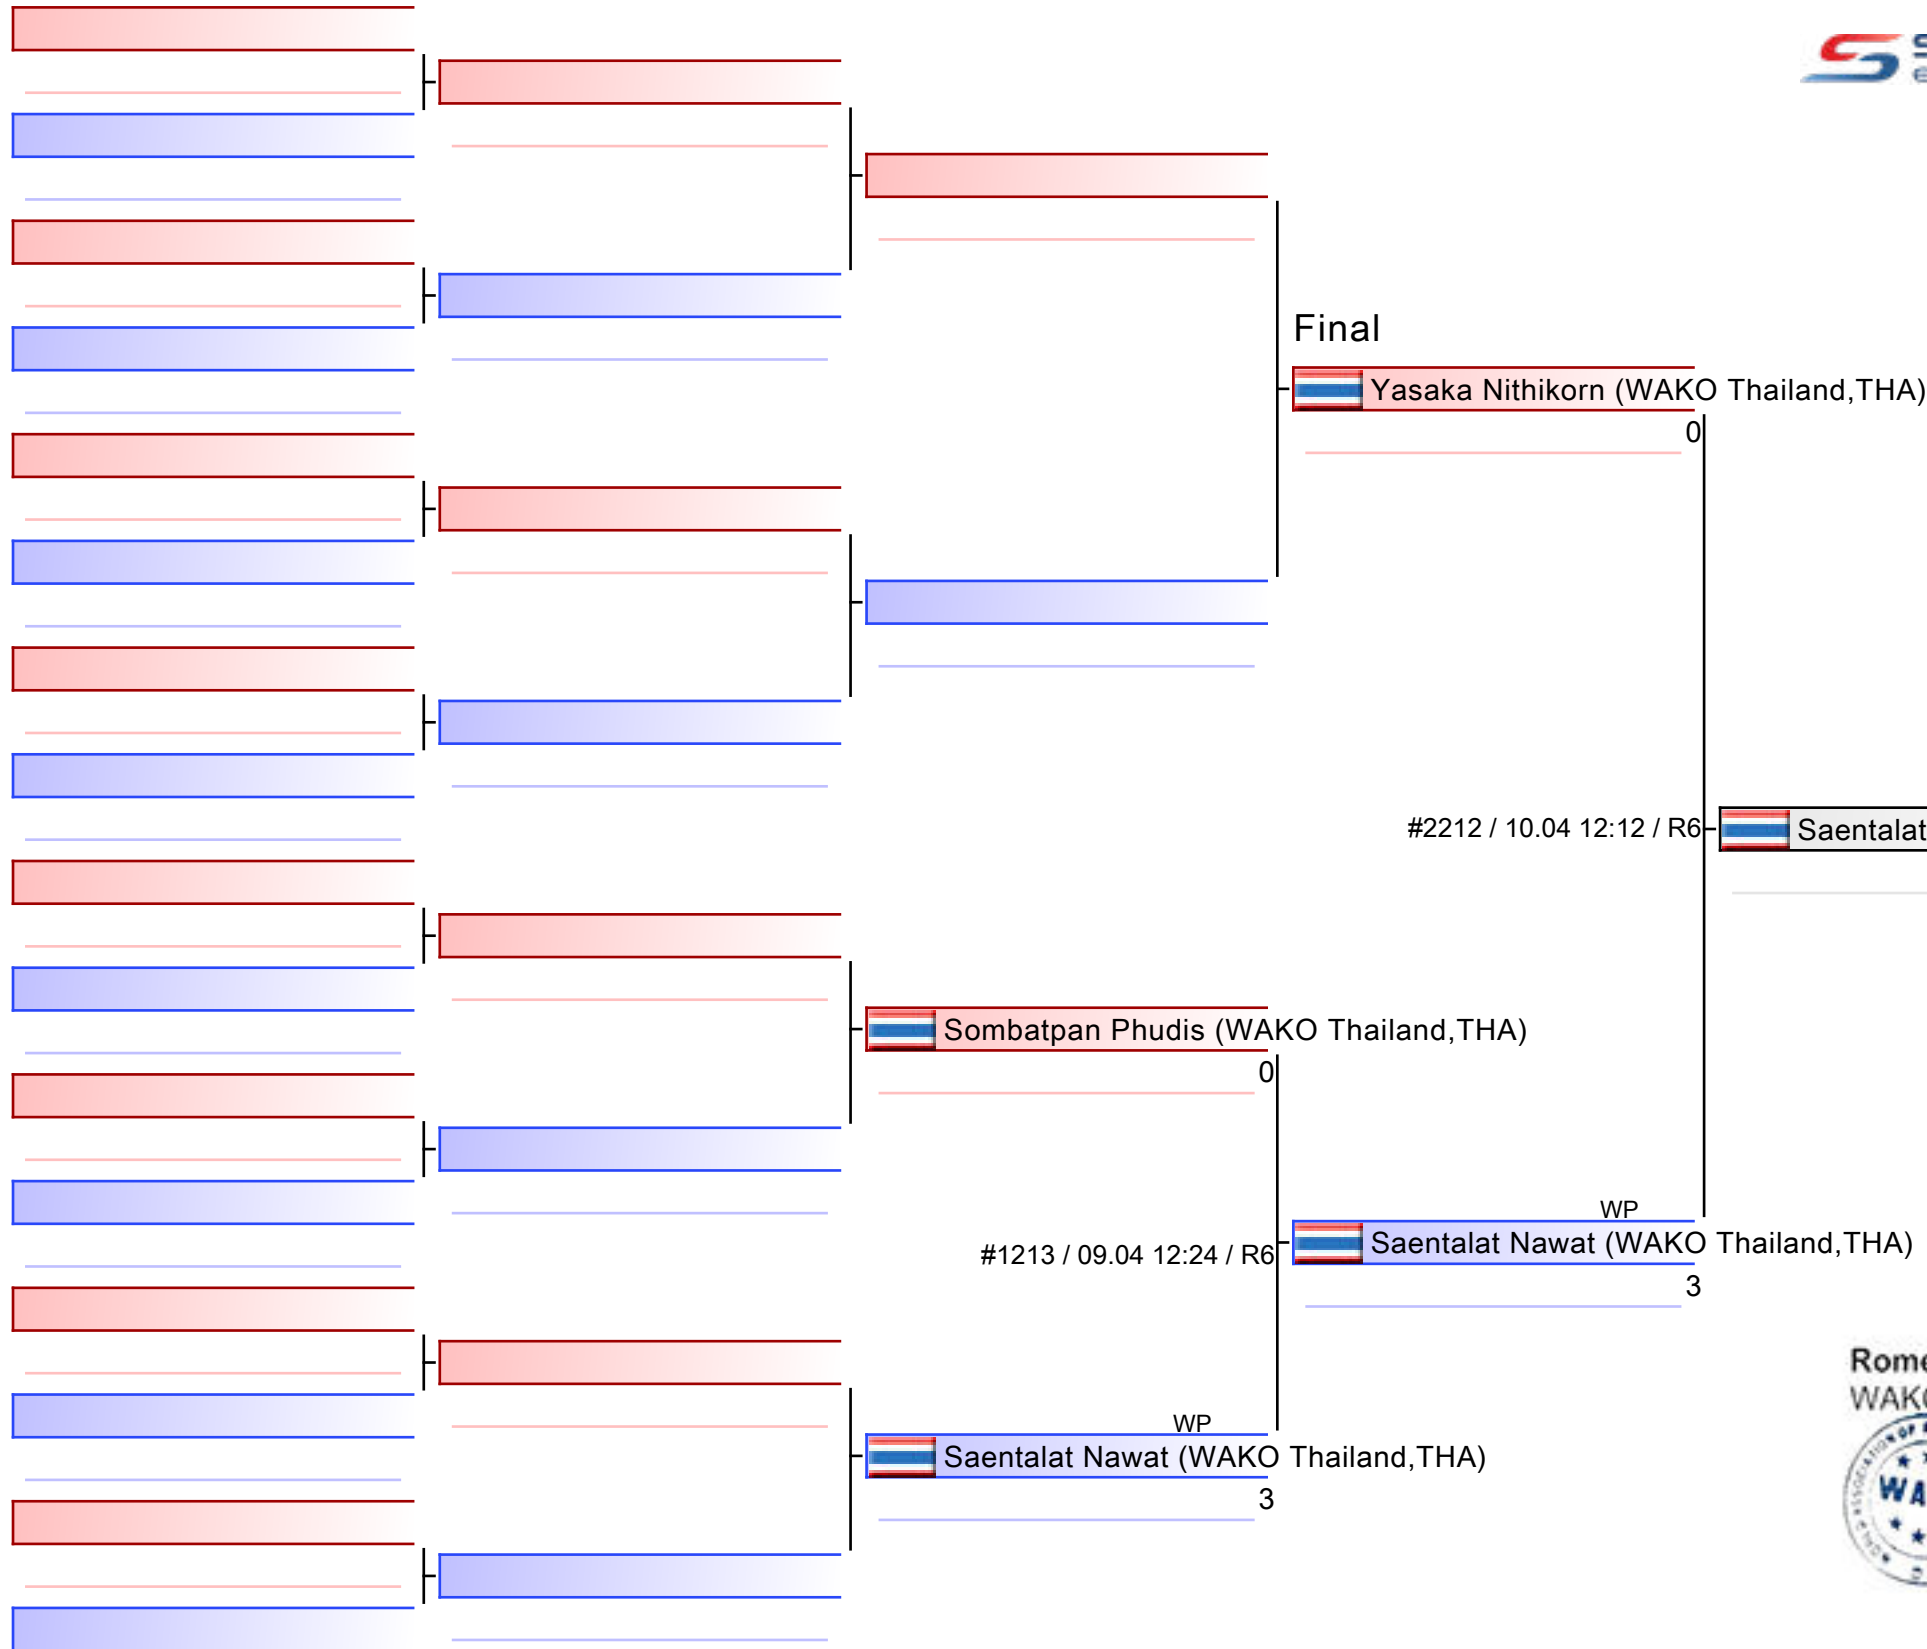 Final
Yasaka Nithikorn (WAKO Thailand,THA)
0
#2212 / 10.04 12:12 / R6
Saentalat
Sombatpan Phudis (WAKO Thailand,THA)
0
WP
#1213 / 09.04 12:24 / R6
Saentalat Nawat (WAKO Thailand,THA)
3
WP
Saentalat Nawat (WAKO Thailand,THA)
3